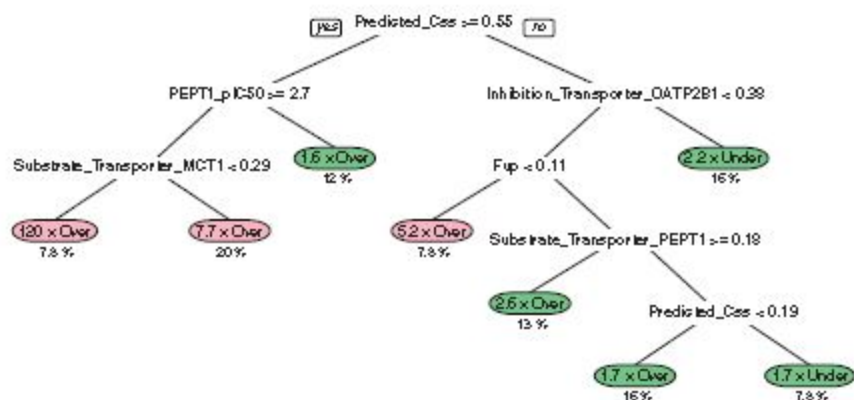 yes Predicted_Css >= 0.55 no
PEPT1_pIC50 >= 2.7
Inhibition_Transporter_OATP2B1 < 0.38
Substrate_Transporter_MCT1 < 0.29
1.6 x Over
12 %
Fup < 0.11
2.2 x Under
16 %
120 x Over
7.8 %
7.7 x Over
20 %
5.2 x Over
7.8 %
Substrate_Transporter_PEPT1 >= 0.18
2.6 x Over
13 %
Predicted_Css < 0.19
1.7 x Over
16 %
1.7 x Under
7.8 %